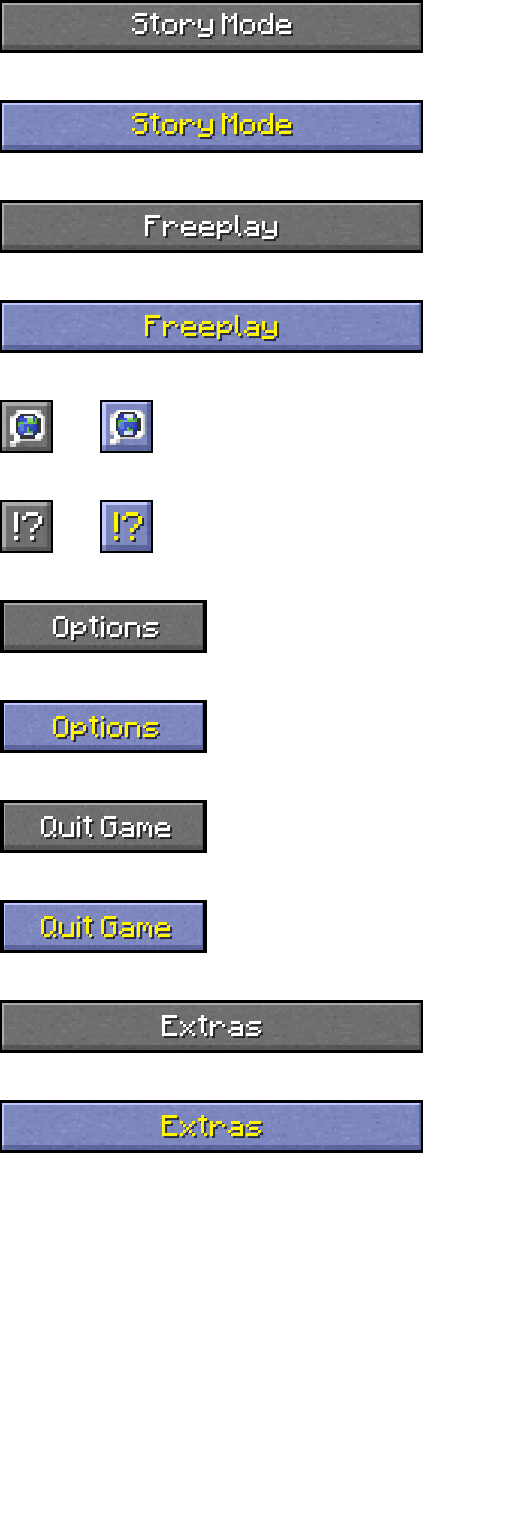 Story Mode
Story Mode
Freeplay
Freeplay
!? !?
Options
Options
Quit Game
Quit Game
Extras
Extras